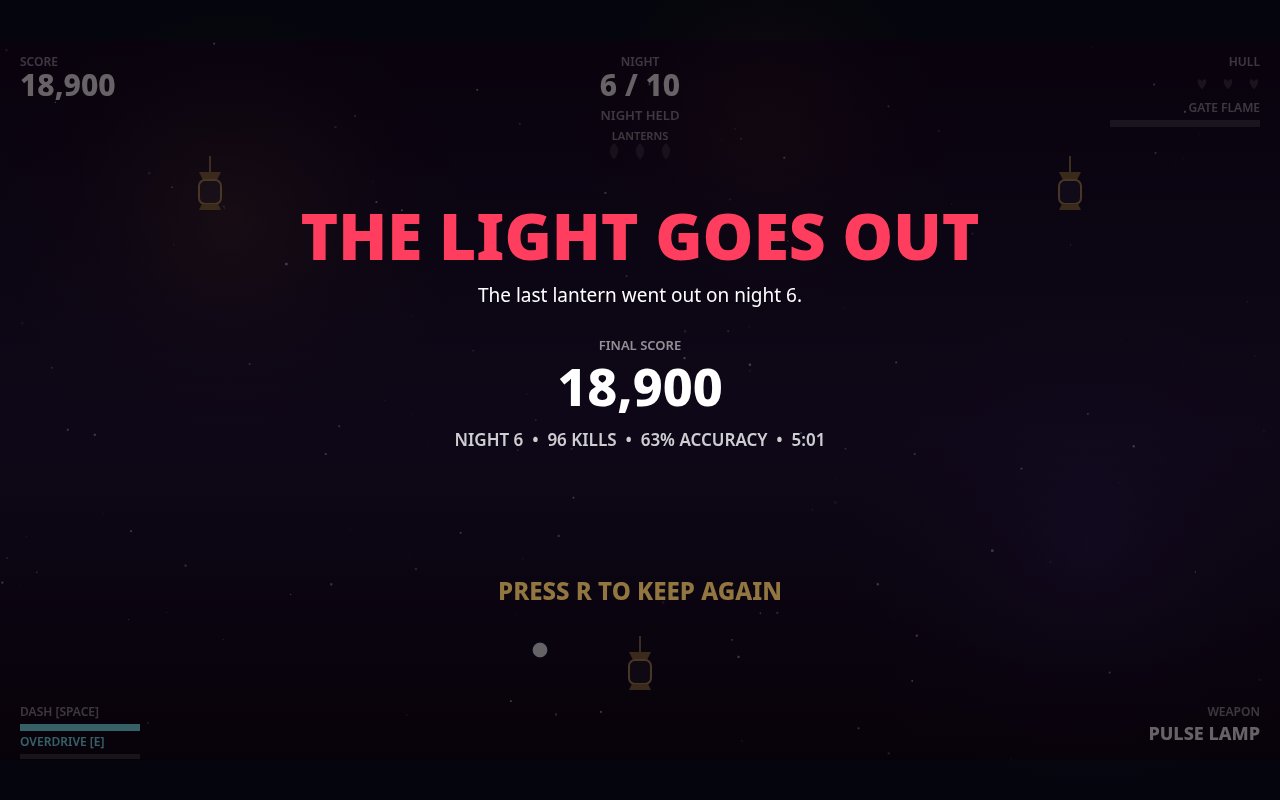 SCORE
18,900
NIGHT
6 / 10
NIGHT HELD
LANTERNS
HULL
GATE FLAME
THE LIGHT GOES OUT
The last lantern went out on night 6.
FINAL SCORE
18,900
NIGHT 6 • 96 KILLS • 63% ACCURACY • 5:01
PRESS R TO KEEP AGAIN
DASH [SPACE]
OVERDRIVE [E]
WEAPON
PULSE LAMP